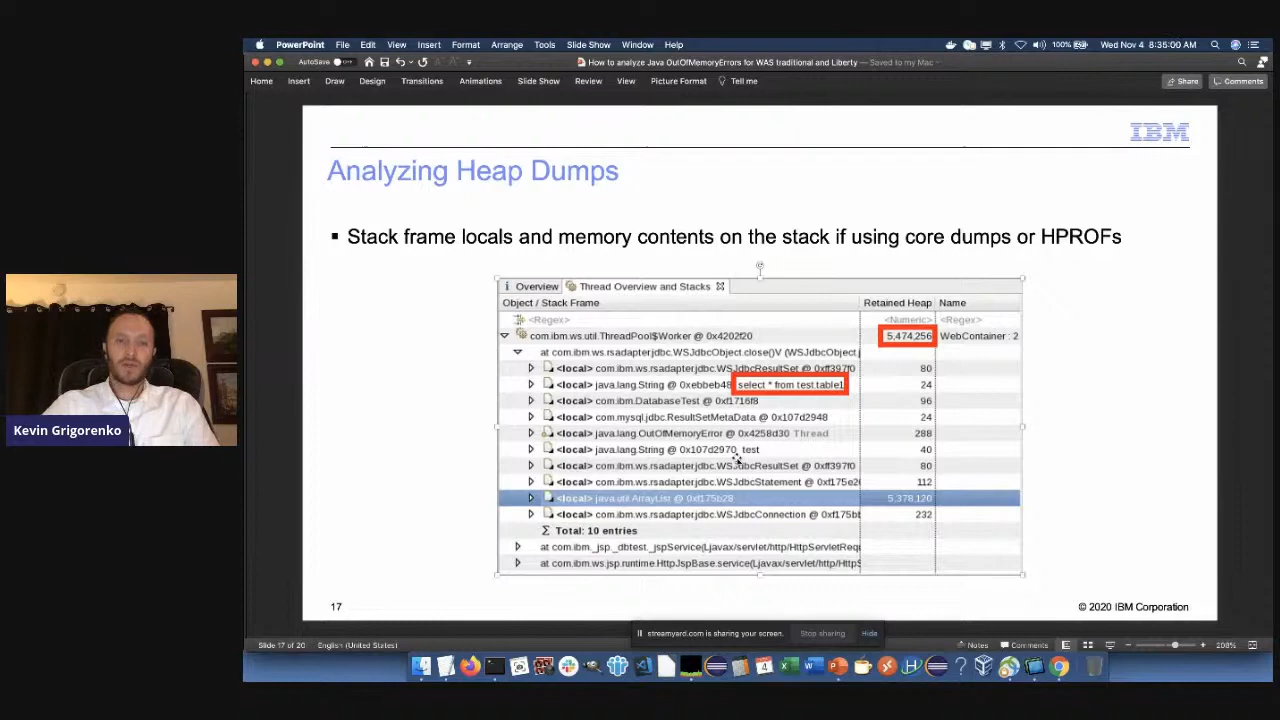 PowerPoint File Edit View Insert Format Arrange Tools Slide Show Window Help 100% Wed Nov 4 8:35:00 AM
AutoSave OFF How to analyze Java OutOfMemoryErrors for WAS traditional and Liberty — Saved to my Mac
Home Insert Draw Design Transitions Animations Slide Show Review View Picture Format Tell me Share Comments
IBM
Analyzing Heap Dumps
▪ Stack frame locals and memory contents on the stack if using core dumps or HPROFs
i Overview Thread Overview and Stacks
Object / Stack Frame Retained Heap Name
<Regex> <Numeric> <Regex>
com.ibm.ws.util.ThreadPool$Worker @ 0x4202f20 5,474,256 WebContainer : 2
at com.ibm.ws.rsadapter.jdbc.WSJdbcObject.close()V (WSJdbcObject.j
<local> com.ibm.ws.rsadapter.jdbc.WSJdbcResultSet @ 0xff397f0 80
<local> java.lang.String @ 0xebbeb48 select * from test.table1 24
<local> com.ibm.DatabaseTest @ 0xf1716f8 96
<local> com.mysql.jdbc.ResultSetMetaData @ 0x107d2948 24
<local> java.lang.OutOfMemoryError @ 0x4258d30 Thread 288
<local> java.lang.String @ 0x107d2970 test 40
<local> com.ibm.ws.rsadapter.jdbc.WSJdbcResultSet @ 0xff397f0 80
<local> com.ibm.ws.rsadapter.jdbc.WSJdbcStatement @ 0xf175e20 112
<local> java.util.ArrayList @ 0xf175b28 5,378,120
<local> com.ibm.ws.rsadapter.jdbc.WSJdbcConnection @ 0xf175bb 232
Σ Total: 10 entries
at com.ibm._jsp._dbtest._jspService(Ljavax/servlet/http/HttpServletRequ
at com.ibm.ws.jsp.runtime.HttpJspBase.service(Ljavax/servlet/http/HttpS
17 © 2020 IBM Corporation
streamyard.com is sharing your screen. Stop sharing Hide
Slide 17 of 20 English (United States) Notes Comments 208%
Kevin Grigorenko